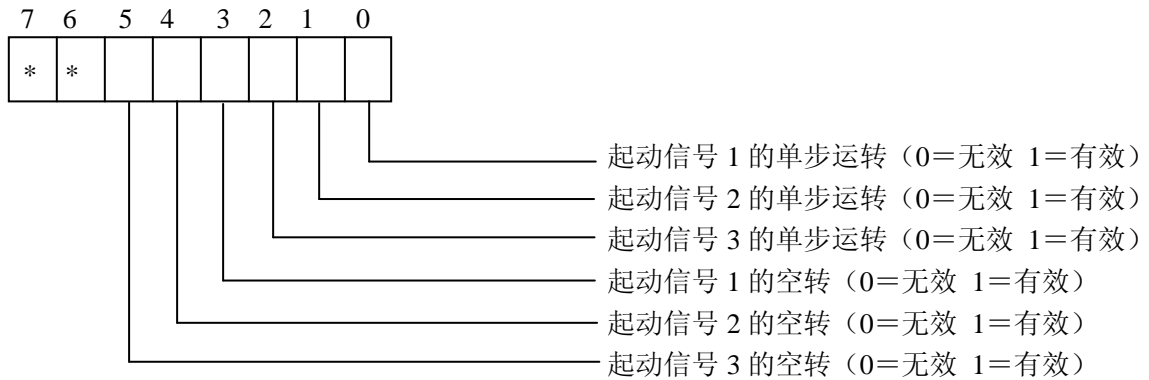 7 6 5 4 3 2 1 0
* *
起动信号 1 的单步运转（0＝无效 1＝有效）
起动信号 2 的单步运转（0＝无效 1＝有效）
起动信号 3 的单步运转（0＝无效 1＝有效）
起动信号 1 的空转（0＝无效 1＝有效）
起动信号 2 的空转（0＝无效 1＝有效）
起动信号 3 的空转（0＝无效 1＝有效）